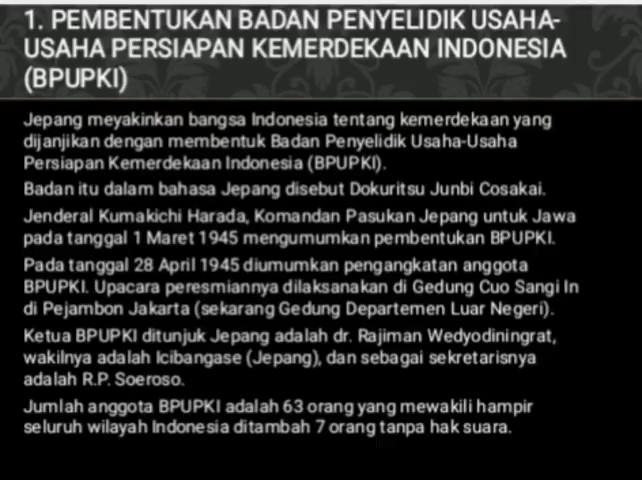 1. PEMBENTUKAN BADAN PENYELIDIK USAHA-
USAHA PERSIAPAN KEMERDEKAAN INDONESIA
(BPUPKI)
Jepang meyakinkan bangsa Indonesia tentang kemerdekaan yang
dijanjikan dengan membentuk Badan Penyelidik Usaha-Usaha
Persiapan Kemerdekaan Indonesia (BPUPKI).
Badan itu dalam bahasa Jepang disebut Dokuritsu Junbi Cosakai.
Jenderal Kumakichi Harada, Komandan Pasukan Jepang untuk Jawa
pada tanggal 1 Maret 1945 mengumumkan pembentukan BPUPKI.
Pada tanggal 28 April 1945 diumumkan pengangkatan anggota
BPUPKI. Upacara peresmiannya dilaksanakan di Gedung Cuo Sangi In
di Pejambon Jakarta (sekarang Gedung Departemen Luar Negeri).
Ketua BPUPKI ditunjuk Jepang adalah dr. Rajiman Wedyodiningrat,
wakilnya adalah Icibangase (Jepang), dan sebagai sekretarisnya
adalah R.P. Soeroso.
Jumlah anggota BPUPKI adalah 63 orang yang mewakili hampir
seluruh wilayah Indonesia ditambah 7 orang tanpa hak suara.